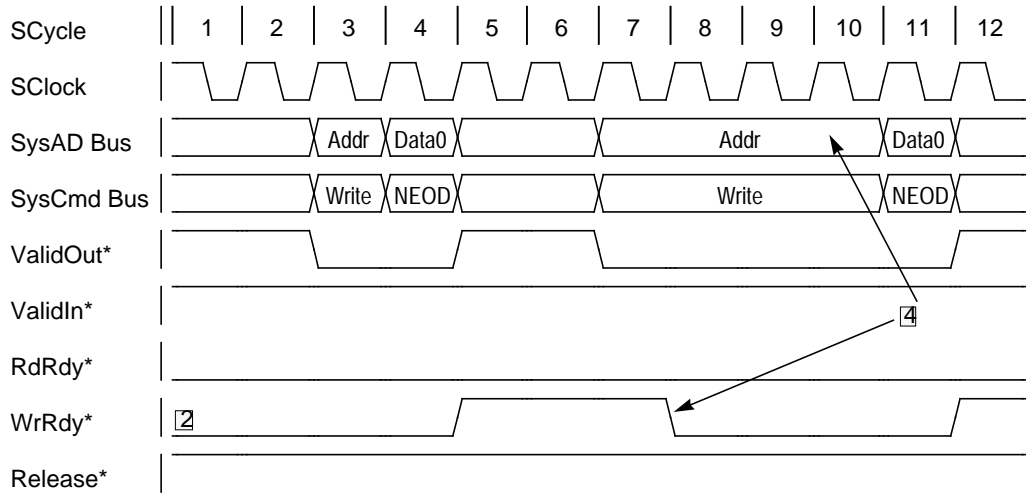 SCycle 1 2 3 4 5 6 7 8 9 10 11 12
SClock
SysAD Bus Addr Data0 Addr Data0
SysCmd Bus Write NEOD Write NEOD
ValidOut*
ValidIn*
4
RdRdy*
WrRdy* 2
Release*